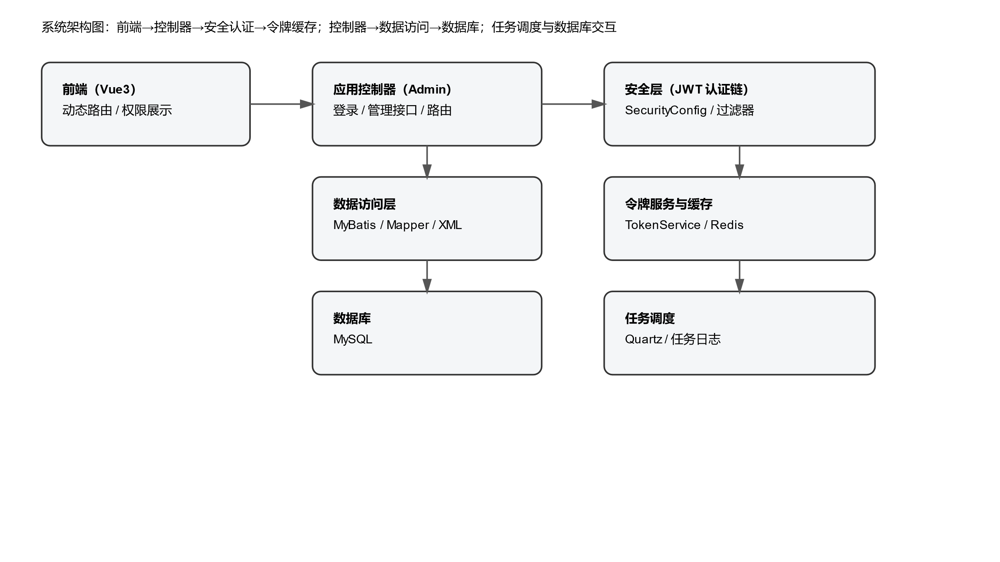 系统架构图：前端→控制器→安全认证→令牌缓存；控制器→数据访问→数据库；任务调度与数据库交互
前端（Vue3）
动态路由 / 权限展示
应用控制器（Admin）
登录 / 管理接口 / 路由
安全层（JWT 认证链）
SecurityConfig / 过滤器
数据访问层
MyBatis / Mapper / XML
令牌服务与缓存
TokenService / Redis
数据库
MySQL
任务调度
Quartz / 任务日志